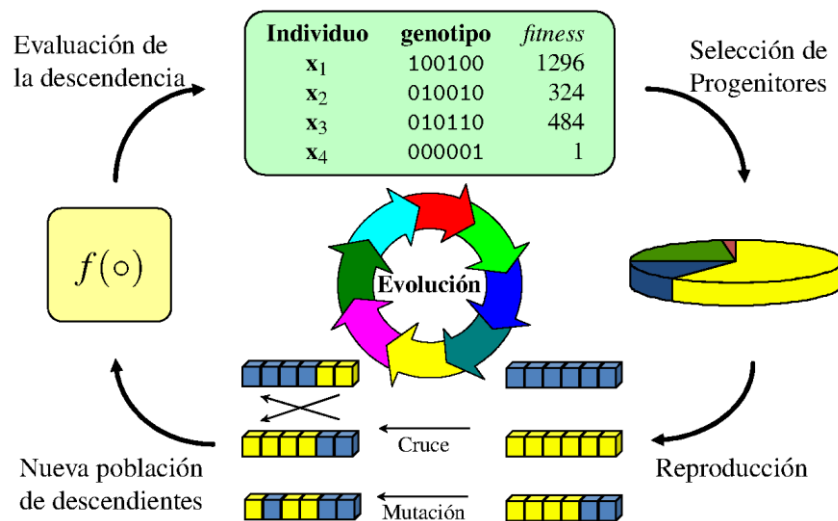 Evaluación de
la descendencia
Individuo genotipo fitness
x1 100100 1296
x2 010010 324
x3 010110 484
x4 000001 1
Selección de
Progenitores
f(○)
Evolución
Cruce
Mutación
Reproducción
Nueva población
de descendientes